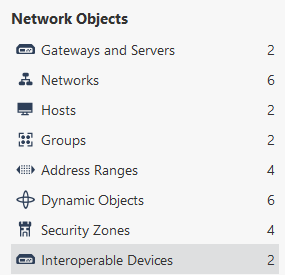 Network Objects
Gateways and Servers 2
Networks 6
Hosts 2
Groups 2
Address Ranges 4
Dynamic Objects 6
Security Zones 4
Interoperable Devices 2